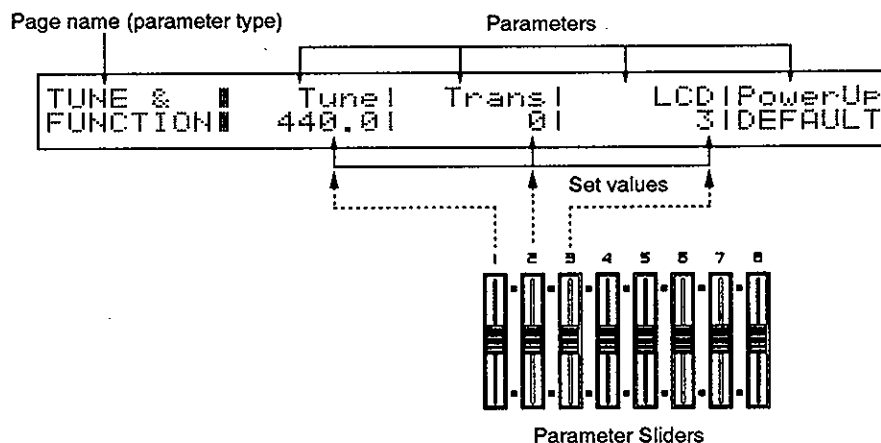 Page name (parameter type)
Parameters
TUNE & Tune| Trans| LCD|PowerUp
FUNCTION 440.0| 0| 3|DEFAULT
Set values
1 2 3 4 5 6 7 8
Parameter Sliders